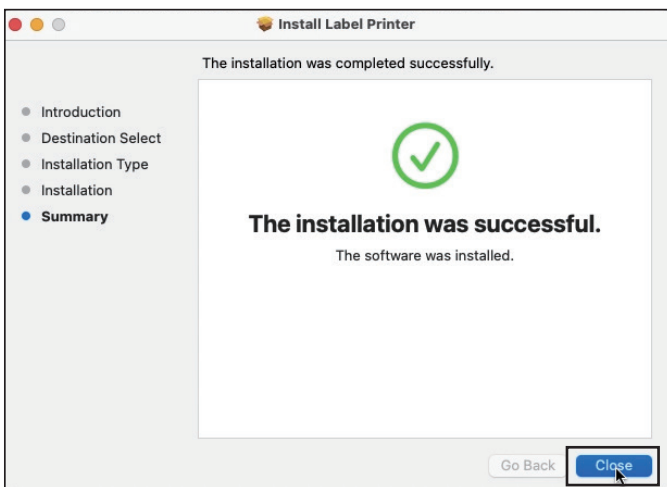 Install Label Printer
The installation was completed successfully.
Introduction
Destination Select
Installation Type
Installation
Summary
The installation was successful.
The software was installed.
Go Back
Close